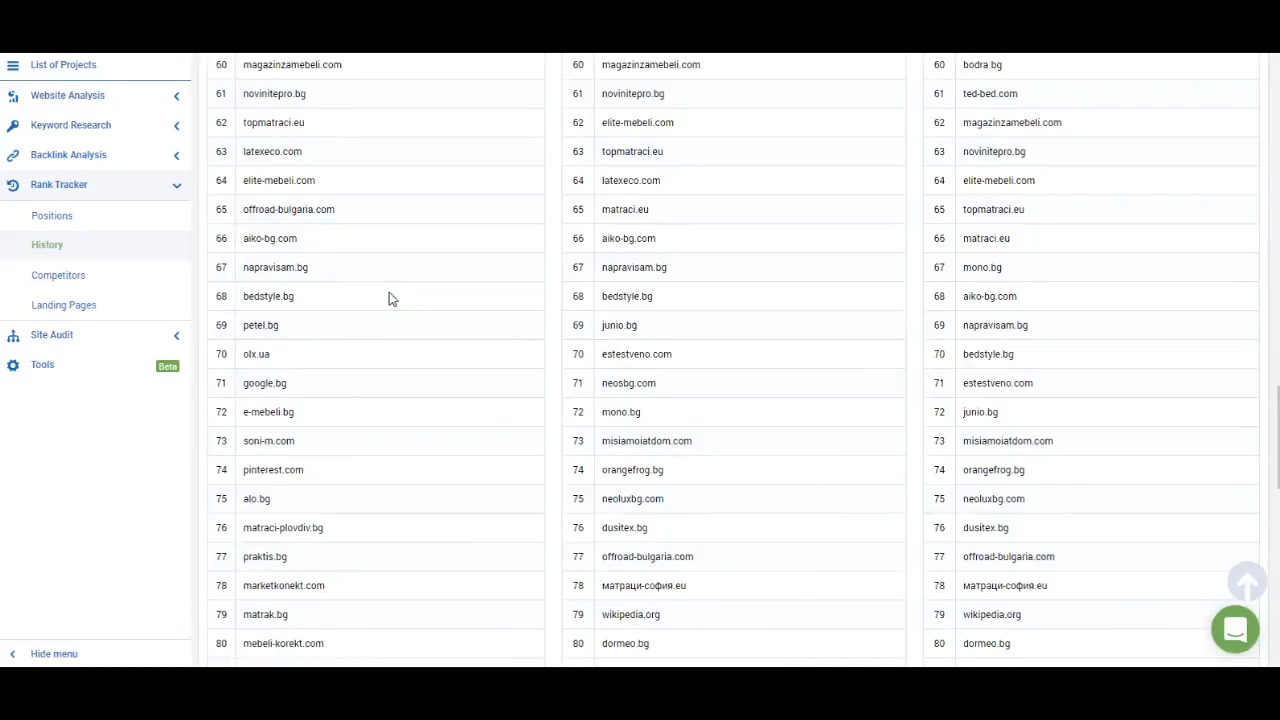 List of Projects
Website Analysis
Keyword Research
Backlink Analysis
Rank Tracker
Positions
History
Competitors
Landing Pages
Site Audit
Tools Beta
Hide menu
60 magazinzamebeli.com 60 magazinzamebeli.com 60 bodra.bg
61 novinitepro.bg 61 novinitepro.bg 61 ted-bed.com
62 topmatraci.eu 62 elite-mebeli.com 62 magazinzamebeli.com
63 latexeco.com 63 topmatraci.eu 63 novinitepro.bg
64 elite-mebeli.com 64 latexeco.com 64 elite-mebeli.com
65 offroad-bulgaria.com 65 matraci.eu 65 topmatraci.eu
66 aiko-bg.com 66 aiko-bg.com 66 matraci.eu
67 napravisam.bg 67 napravisam.bg 67 mono.bg
68 bedstyle.bg 68 bedstyle.bg 68 aiko-bg.com
69 petel.bg 69 junio.bg 69 napravisam.bg
70 olx.ua 70 estestveno.com 70 bedstyle.bg
71 google.bg 71 neosbg.com 71 estestveno.com
72 e-mebeli.bg 72 mono.bg 72 junio.bg
73 soni-m.com 73 misiamoiatdom.com 73 misiamoiatdom.com
74 pinterest.com 74 orangefrog.bg 74 orangefrog.bg
75 alo.bg 75 neoluxbg.com 75 neoluxbg.com
76 matraci-plovdiv.bg 76 dusitex.bg 76 dusitex.bg
77 praktis.bg 77 offroad-bulgaria.com 77 offroad-bulgaria.com
78 marketkonekt.com 78 матраци-софия.eu 78 матраци-софия.eu
79 matrak.bg 79 wikipedia.org 79 wikipedia.org
80 mebeli-korekt.com 80 dormeo.bg 80 dormeo.bg